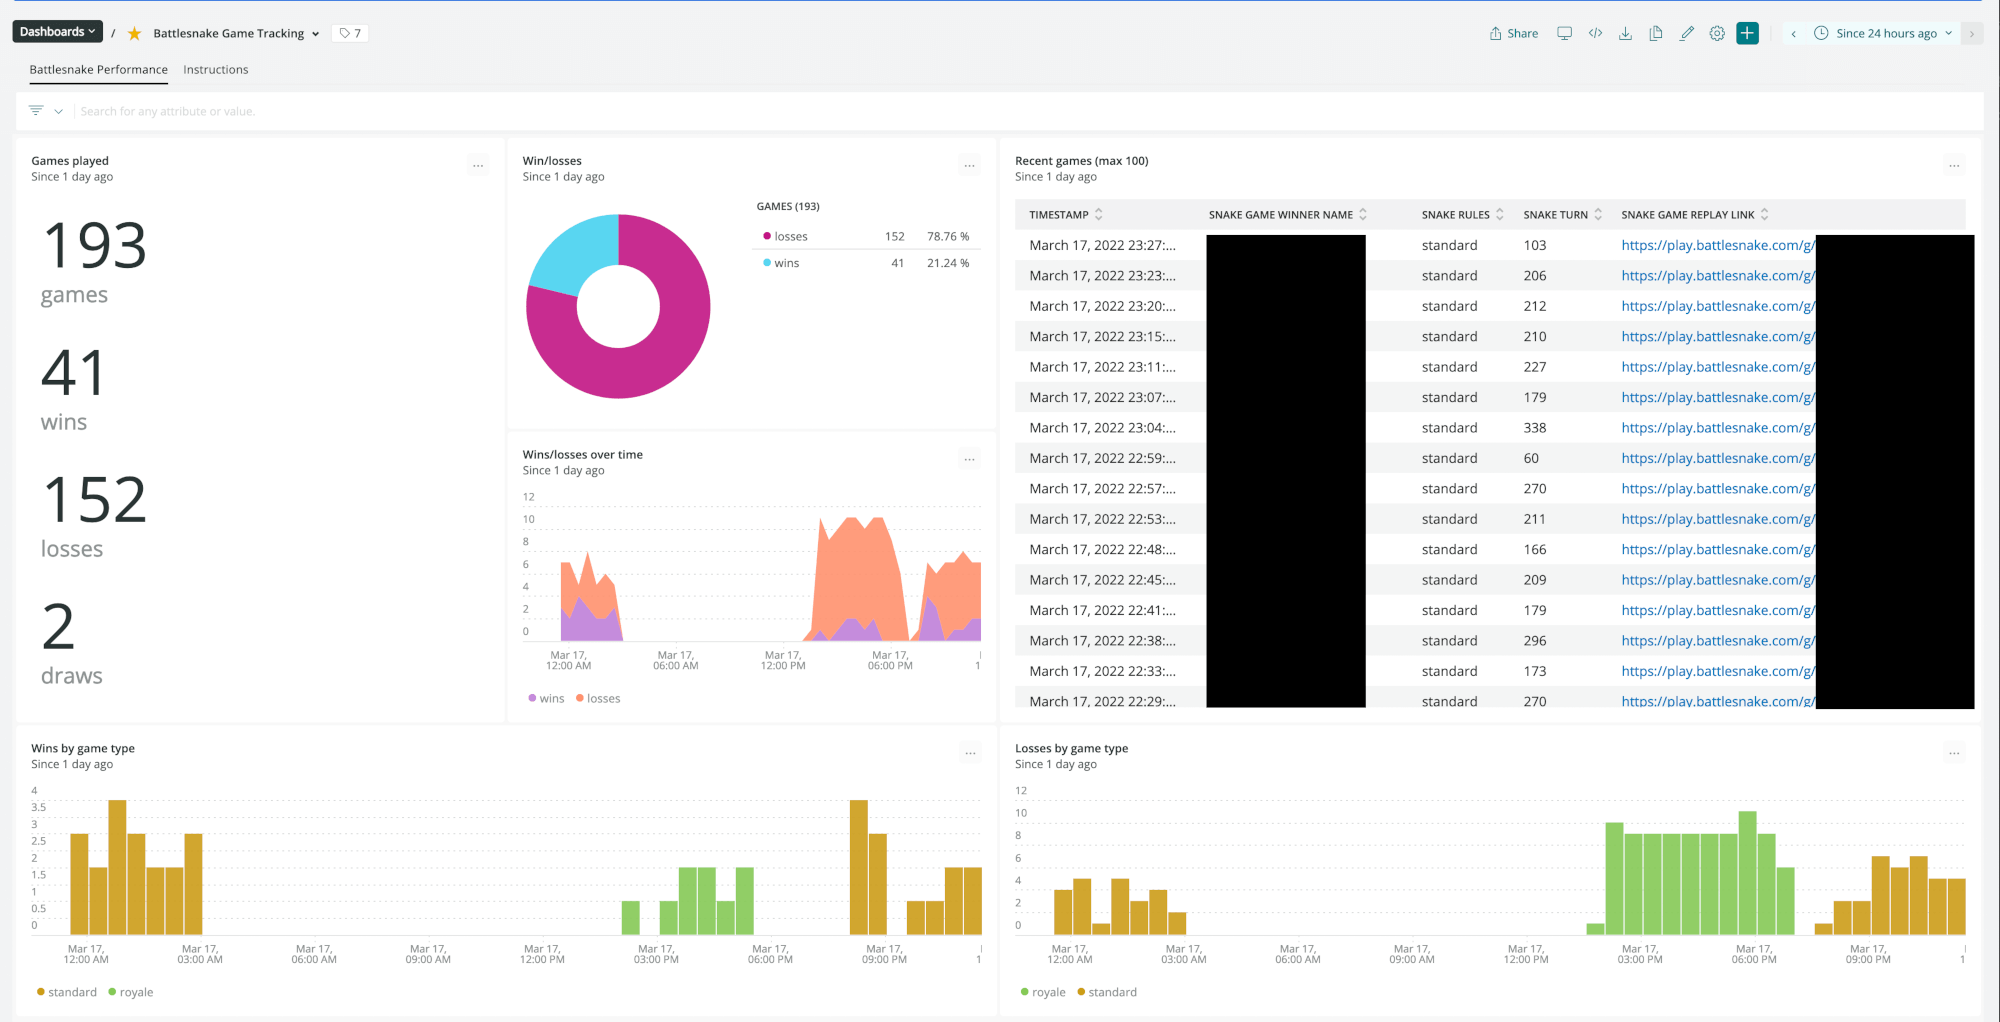 Dashboards / Battlesnake Game Tracking 7 Share Since 24 hours ago
Battlesnake Performance Instructions
Search for any attribute or value.
Games played
Since 1 day ago
193
games
41
wins
152
losses
2
draws
Win/losses
Since 1 day ago
GAMES (193)
losses 152 78.76 %
wins 41 21.24 %
Wins/losses over time
Since 1 day ago
12
10
8
6
4
2
0
Mar 17, Mar 17, Mar 17, Mar 17,
12:00 AM 06:00 AM 12:00 PM 06:00 PM 1
wins losses
Recent games (max 100)
Since 1 day ago
TIMESTAMP SNAKE GAME WINNER NAME SNAKE RULES SNAKE TURN SNAKE GAME REPLAY LINK
March 17, 2022 23:27:... standard 103 https://play.battlesnake.com/g/
March 17, 2022 23:23:... standard 206 https://play.battlesnake.com/g/
March 17, 2022 23:20:... standard 212 https://play.battlesnake.com/g/
March 17, 2022 23:15:... standard 210 https://play.battlesnake.com/g/
March 17, 2022 23:11:... standard 227 https://play.battlesnake.com/g/
March 17, 2022 23:07:... standard 179 https://play.battlesnake.com/g/
March 17, 2022 23:04:... standard 338 https://play.battlesnake.com/g/
March 17, 2022 22:59:... standard 60 https://play.battlesnake.com/g/
March 17, 2022 22:57:... standard 270 https://play.battlesnake.com/g/
March 17, 2022 22:53:... standard 211 https://play.battlesnake.com/g/
March 17, 2022 22:48:... standard 166 https://play.battlesnake.com/g/
March 17, 2022 22:45:... standard 209 https://play.battlesnake.com/g/
March 17, 2022 22:41:... standard 179 https://play.battlesnake.com/g/
March 17, 2022 22:38:... standard 296 https://play.battlesnake.com/g/
March 17, 2022 22:33:... standard 173 https://play.battlesnake.com/g/
March 17, 2022 22:29:... standard 270 https://play.battlesnake.com/g/
Wins by game type
Since 1 day ago
4
3.5
3
2.5
2
1.5
1
0.5
0
Mar 17, Mar 17, Mar 17, Mar 17, Mar 17, Mar 17, Mar 17, Mar 17,
12:00 AM 03:00 AM 06:00 AM 09:00 AM 12:00 PM 03:00 PM 06:00 PM 09:00 PM 1
standard royale
Losses by game type
Since 1 day ago
12
10
8
6
4
2
0
Mar 17, Mar 17, Mar 17, Mar 17, Mar 17, Mar 17, Mar 17, Mar 17,
12:00 AM 03:00 AM 06:00 AM 09:00 AM 12:00 PM 03:00 PM 06:00 PM 09:00 PM 1
royale standard